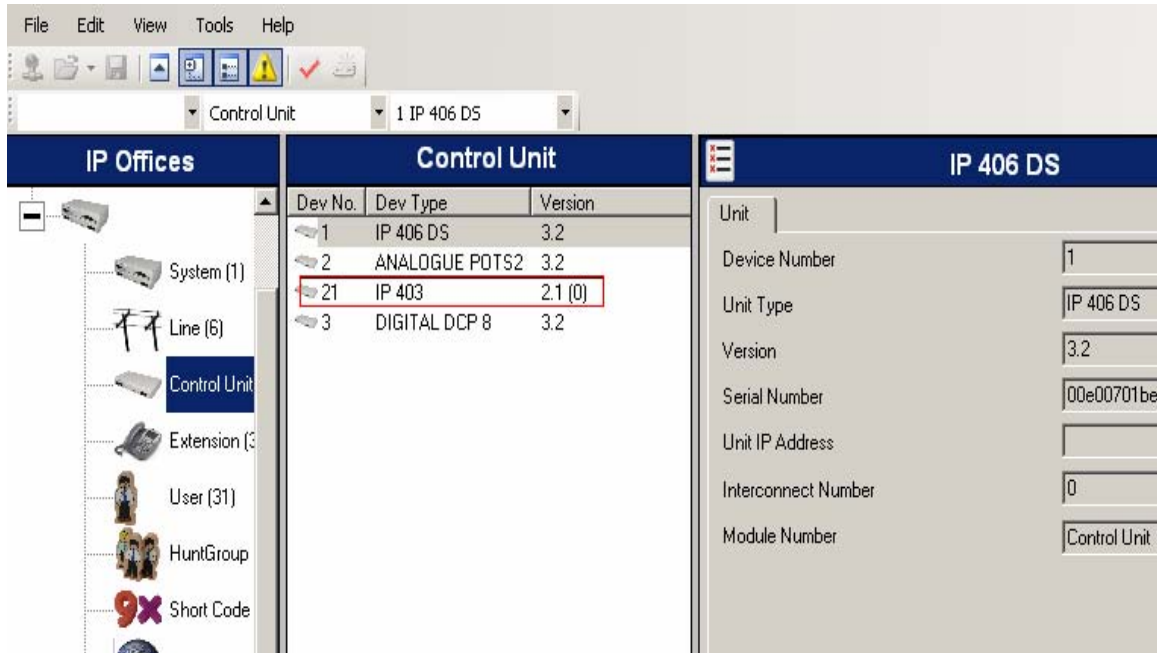 File Edit View Tools Help
Control Unit 1 IP 406 DS
IP Offices
System (1)
Line (6)
Control Unit
Extension (3
User (31)
HuntGroup
9x Short Code
Control Unit
Dev No. Dev Type Version
1 IP 406 DS 3.2
2 ANALOGUE POTS2 3.2
21 IP 403 2.1 (0)
3 DIGITAL DCP 8 3.2
IP 406 DS
Unit
Device Number 1
Unit Type IP 406 DS
Version 3.2
Serial Number 00e00701be
Unit IP Address
Interconnect Number 0
Module Number Control Unit